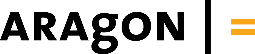 ARAgON | =